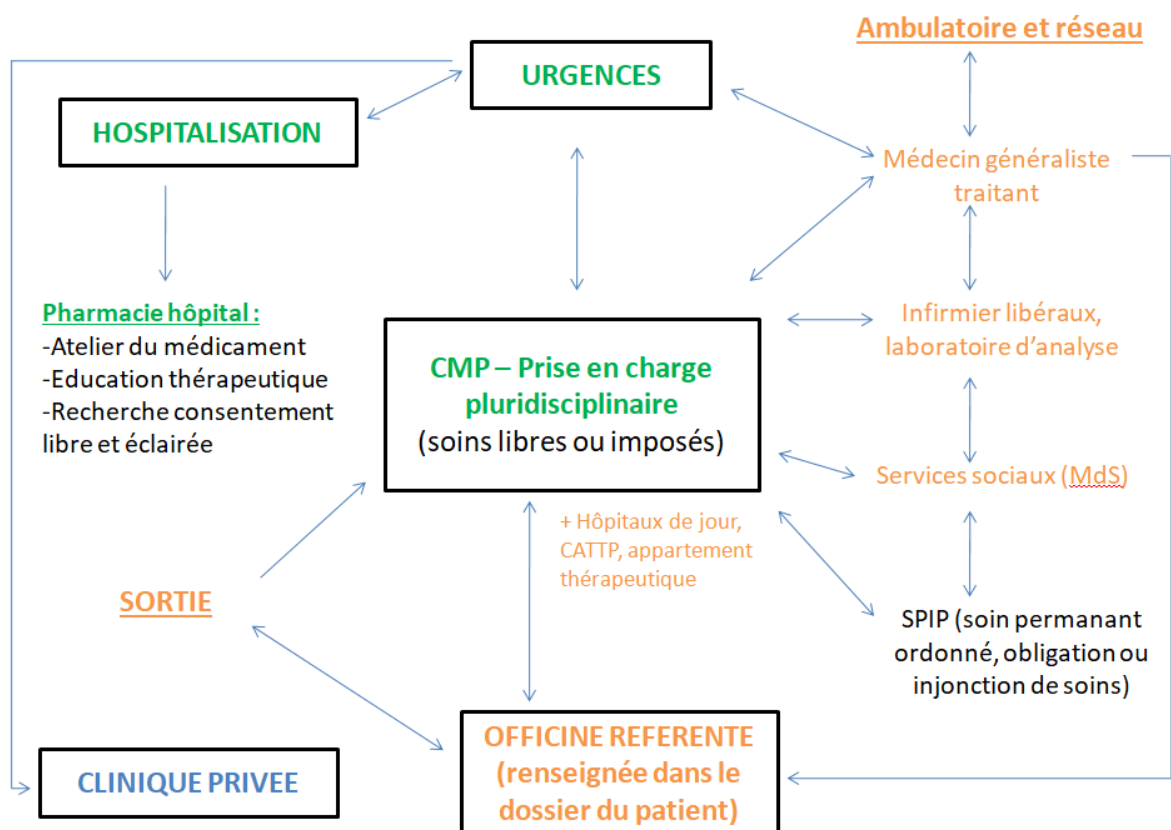 Ambulatoire et réseau
URGENCES
HOSPITALISATION
Médecin généraliste
traitant
Pharmacie hôpital :
-Atelier du médicament
-Education thérapeutique
-Recherche consentement
libre et éclairée
CMP – Prise en charge
pluridisciplinaire
(soins libres ou imposés)
Infirmier libéraux,
laboratoire d’analyse
Services sociaux (MdS)
+ Hôpitaux de jour,
CATTP, appartement
thérapeutique
SORTIE
SPIP (soin permanant
ordonné, obligation ou
injonction de soins)
CLINIQUE PRIVEE
OFFICINE REFERENTE
(renseignée dans le
dossier du patient)